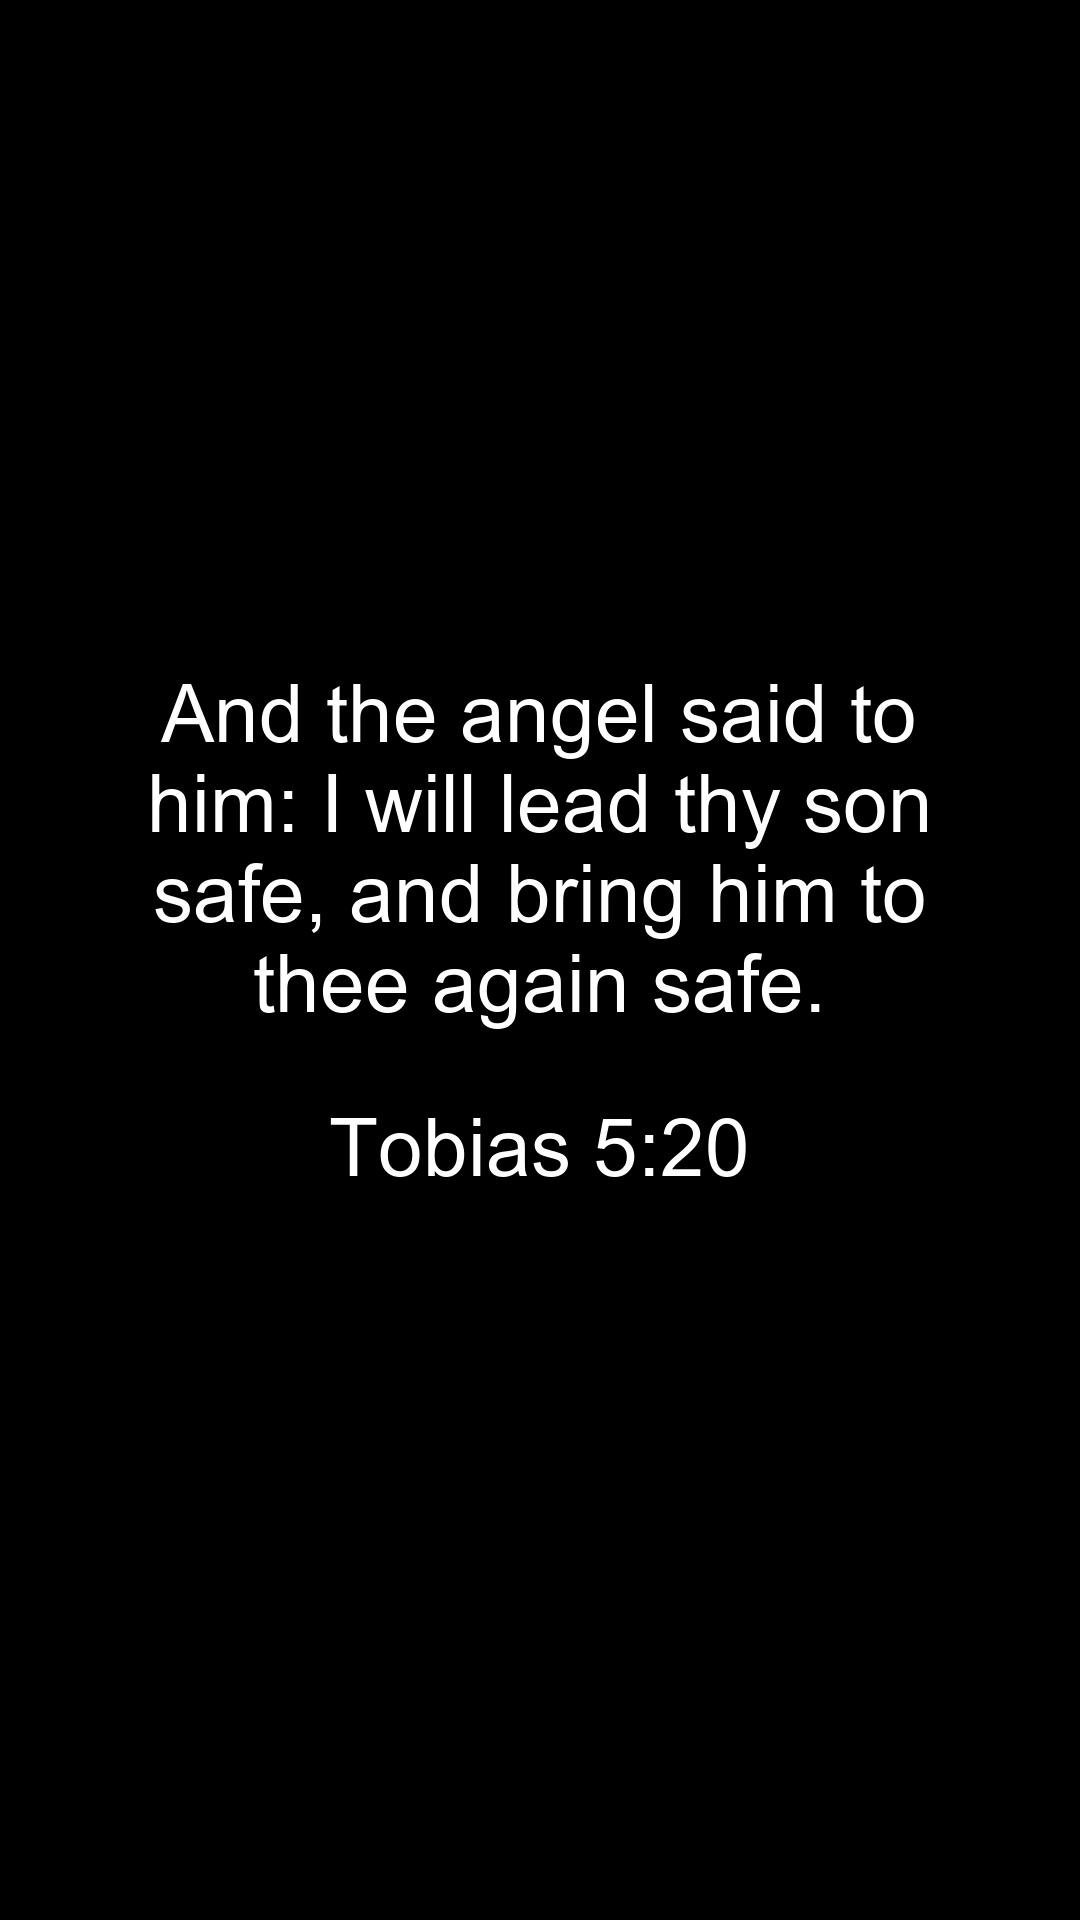 And the angel said to
him: I will lead thy son
safe, and bring him to
thee again safe.
Tobias 5:20